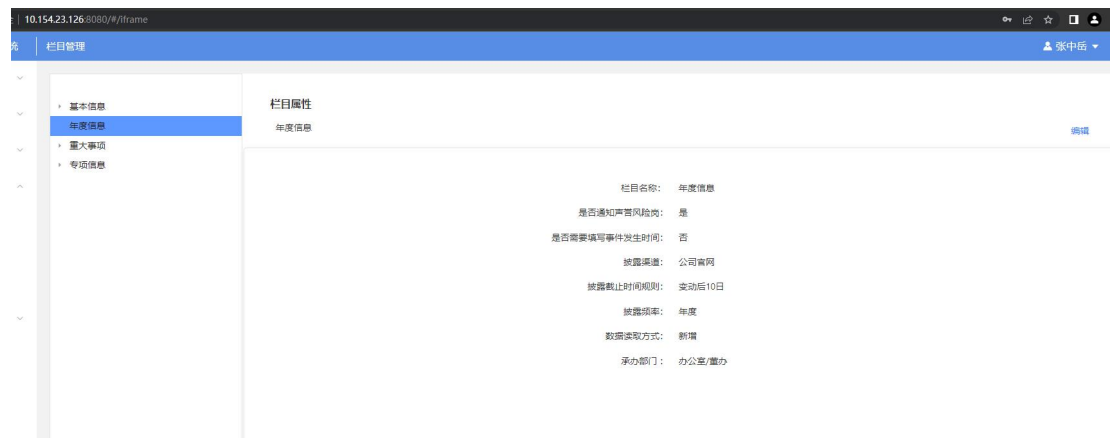 10.154.23.126:8080/#/iframe
统 栏目管理 张中岳
基本信息
年度信息
重大事项
专项信息
栏目属性
年度信息 编辑
栏目名称: 年度信息
是否通知声誉风险岗: 是
是否需要填写事件发生时间: 否
披露渠道: 公司官网
披露截止时间规则: 变动后10日
披露频率: 年度
数据读取方式: 新增
承办部门: 办公室/董办